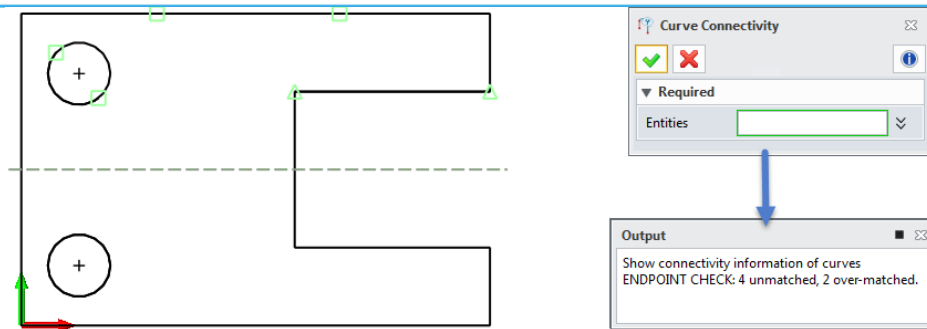 Curve Connectivity
Required
Entities
Output
Show connectivity information of curves
ENDPOINT CHECK: 4 unmatched, 2 over-matched.